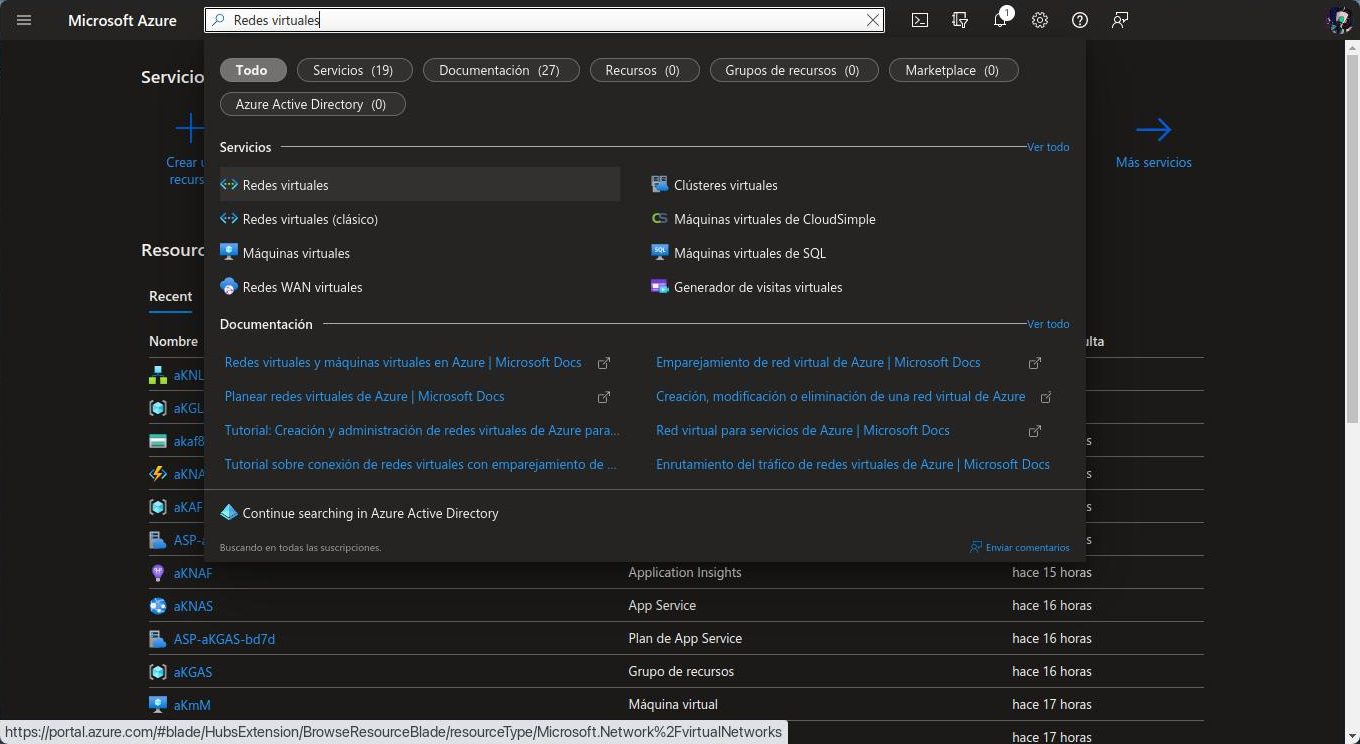 Microsoft Azure
Redes virtuales
1
Todo
Servicios (19)
Documentación (27)
Recursos (0)
Grupos de recursos (0)
Marketplace (0)
Azure Active Directory (0)
Servicio
Crear u
recurs
Más servicios
Servicios
Ver todo
Redes virtuales
Clústeres virtuales
Redes virtuales (clásico)
Máquinas virtuales de CloudSimple
Máquinas virtuales
Máquinas virtuales de SQL
Redes WAN virtuales
Generador de visitas virtuales
Documentación
Ver todo
Redes virtuales y máquinas virtuales en Azure | Microsoft Docs
Emparejamiento de red virtual de Azure | Microsoft Docs
Planear redes virtuales de Azure | Microsoft Docs
Creación, modificación o eliminación de una red virtual de Azure
Tutorial: Creación y administración de redes virtuales de Azure para...
Red virtual para servicios de Azure | Microsoft Docs
Tutorial sobre conexión de redes virtuales con emparejamiento de ...
Enrutamiento del tráfico de redes virtuales de Azure | Microsoft Docs
Continue searching in Azure Active Directory
Buscando en todas las suscripciones.
Enviar comentarios
Resourc
Recent
Nombre
ulta
aKNL
aKGL
akaf8
s
aKNA
s
aKAF
s
ASP-a
s
aKNAF
Application Insights
hace 15 horas
aKNAS
App Service
hace 16 horas
ASP-aKGAS-bd7d
Plan de App Service
hace 16 horas
aKGAS
Grupo de recursos
hace 16 horas
aKmM
Máquina virtual
hace 17 horas
hace 17 horas
https://portal.azure.com/#blade/HubsExtension/BrowseResourceBlade/resourceType/Microsoft.Network%2FvirtualNetworks